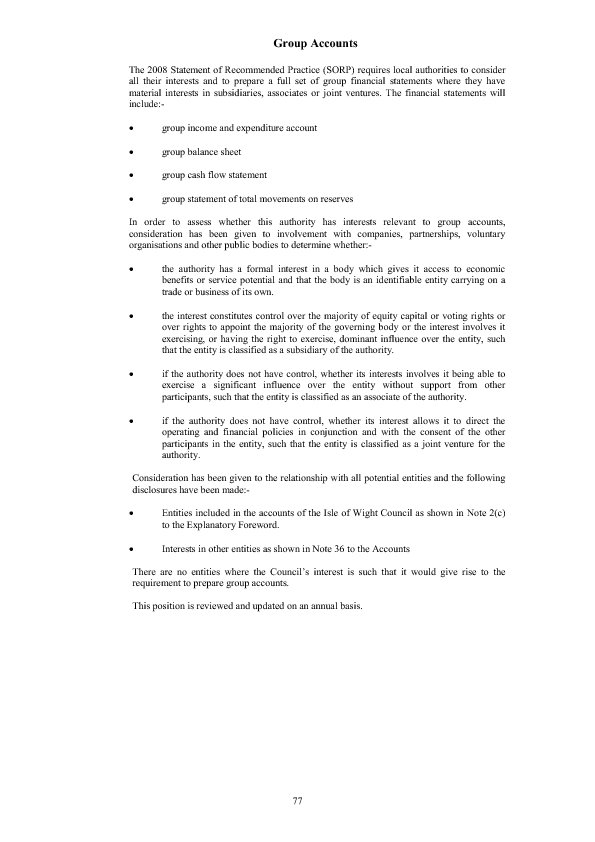 Group Accounts
The 2008 Statement of Recommended Practice (SORP) requires local authorities to consider
all their interests and to prepare a full set of group financial statements where they have
material interests in subsidiaries, associates or joint ventures. The financial statements will
include:-
• group income and expenditure account
• group balance sheet
• group cash flow statement
• group statement of total movements on reserves
In order to assess whether this authority has interests relevant to group accounts,
consideration has been given to involvement with companies, partnerships, voluntary
organisations and other public bodies to determine whether:-
• the authority has a formal interest in a body which gives it access to economic
benefits or service potential and that the body is an identifiable entity carrying on a
trade or business of its own.
• the interest constitutes control over the majority of equity capital or voting rights or
over rights to appoint the majority of the governing body or the interest involves it
exercising, or having the right to exercise, dominant influence over the entity, such
that the entity is classified as a subsidiary of the authority.
• if the authority does not have control, whether its interests involves it being able to
exercise a significant influence over the entity without support from other
participants, such that the entity is classified as an associate of the authority.
• if the authority does not have control, whether its interest allows it to direct the
operating and financial policies in conjunction and with the consent of the other
participants in the entity, such that the entity is classified as a joint venture for the
authority.
Consideration has been given to the relationship with all potential entities and the following
disclosures have been made:-
• Entities included in the accounts of the Isle of Wight Council as shown in Note 2(c)
to the Explanatory Foreword.
• Interests in other entities as shown in Note 36 to the Accounts
There are no entities where the Council's interest is such that it would give rise to the
requirement to prepare group accounts.
This position is reviewed and updated on an annual basis.
77